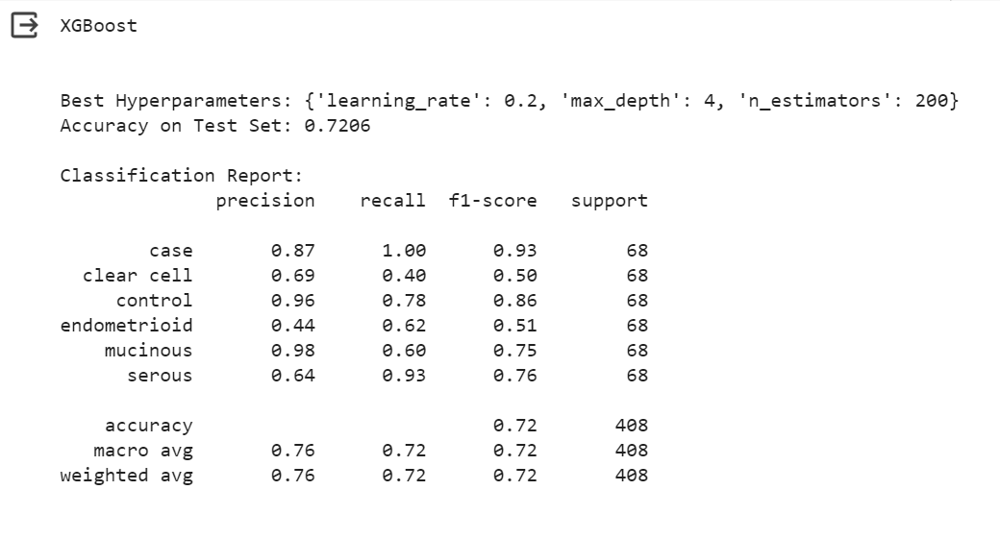 XGBoost
Best Hyperparameters: {'learning_rate': 0.2, 'max_depth': 4, 'n_estimators': 200}
Accuracy on Test Set: 0.7206
Classification Report:
precision recall f1-score support
case 0.87 1.00 0.93 68
clear cell 0.69 0.40 0.50 68
control 0.96 0.78 0.86 68
endometrioid 0.44 0.62 0.51 68
mucinous 0.98 0.60 0.75 68
serous 0.64 0.93 0.76 68
accuracy 0.72 408
macro avg 0.76 0.72 0.72 408
weighted avg 0.76 0.72 0.72 408